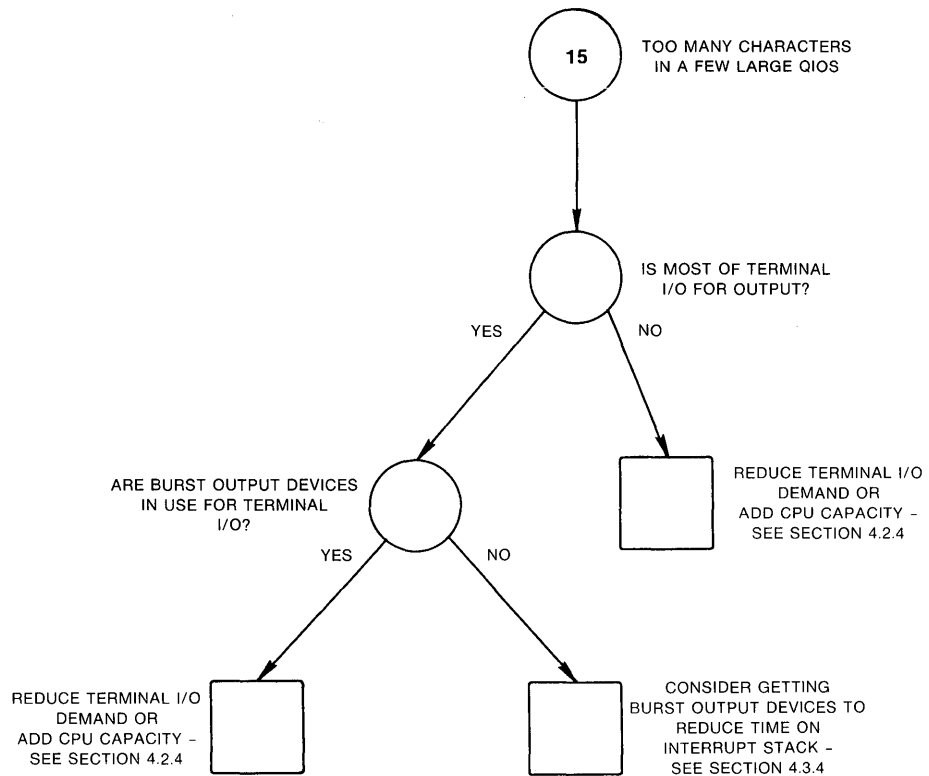 15
TOO MANY CHARACTERS
IN A FEW LARGE QIOS
IS MOST OF TERMINAL
I/O FOR OUTPUT?
YES
NO
ARE BURST OUTPUT DEVICES
IN USE FOR TERMINAL
I/O?
REDUCE TERMINAL I/O
DEMAND OR
ADD CPU CAPACITY –
SEE SECTION 4.2.4
YES
NO
REDUCE TERMINAL I/O
DEMAND OR
ADD CPU CAPACITY –
SEE SECTION 4.2.4
CONSIDER GETTING
BURST OUTPUT DEVICES TO
REDUCE TIME ON
INTERRUPT STACK –
SEE SECTION 4.3.4